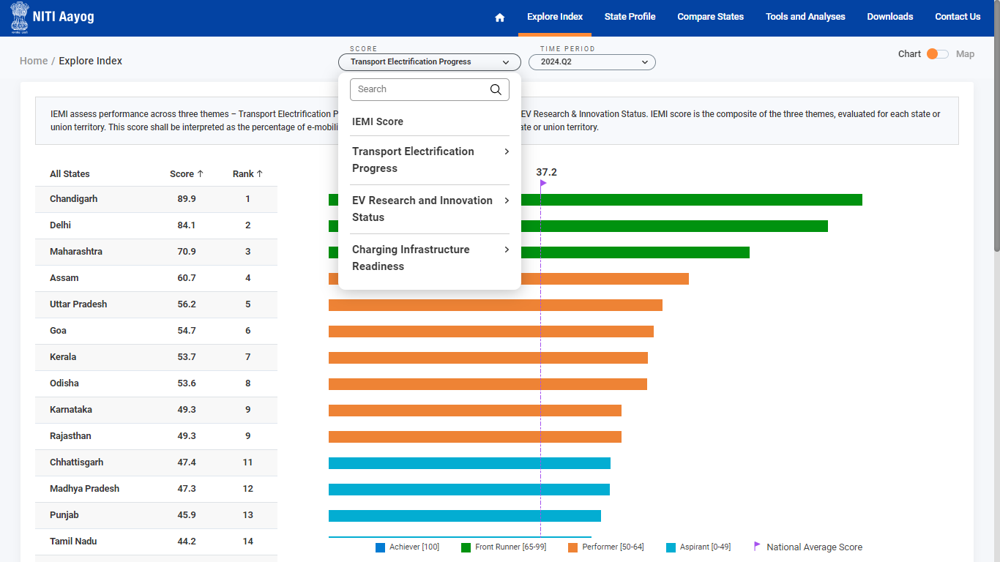 NITI Aayog
Explore Index
State Profile
Compare States
Tools and Analyses
Downloads
Contact Us
Home / Explore Index
SCORE
Transport Electrification Progress
TIME PERIOD
2024.Q2
Chart
Map
Search
IEMI Score
Transport Electrification
Progress
EV Research and Innovation
Status
Charging Infrastructure
Readiness
IEMI assess performance across three themes – Transport Electrification P
EV Research & Innovation Status. IEMI score is the composite of the three themes, evaluated for each state or
union territory. This score shall be interpreted as the percentage of e-mobili
ate or union territory.
All States Score ↑ Rank ↑
Chandigarh 89.9 1
Delhi 84.1 2
Maharashtra 70.9 3
Assam 60.7 4
Uttar Pradesh 56.2 5
Goa 54.7 6
Kerala 53.7 7
Odisha 53.6 8
Karnataka 49.3 9
Rajasthan 49.3 9
Chhattisgarh 47.4 11
Madhya Pradesh 47.3 12
Punjab 45.9 13
Tamil Nadu 44.2 14
37.2
Achiever [100]
Front Runner [65-99]
Performer [50-64]
Aspirant [0-49]
National Average Score